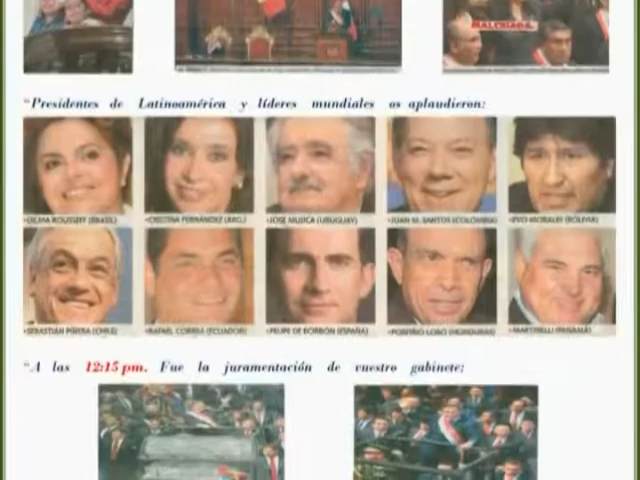 MALCRIADA.
"Presidentes de Latinoamérica y líderes mundiales os aplaudieron:
•DILMA ROUSSEFF (BRASIL)
•CRISTINA FERNÁNDEZ (ARG.)
•JOSÉ MUJICA (URUGUAY)
•JUAN M. SANTOS (COLOMBIA)
•EVO MORALES (BOLIVIA)
•SEBASTIÁN PIÑERA (CHILE)
•RAFAEL CORREA (ECUADOR)
•FELIPE DE BORBÓN (ESPAÑA)
•PORFIRIO LOBO (HONDURAS)
•MARTINELLI (PANAMÁ)
"A las 12:15 pm. Fue la juramentación de vuestro gabinete: